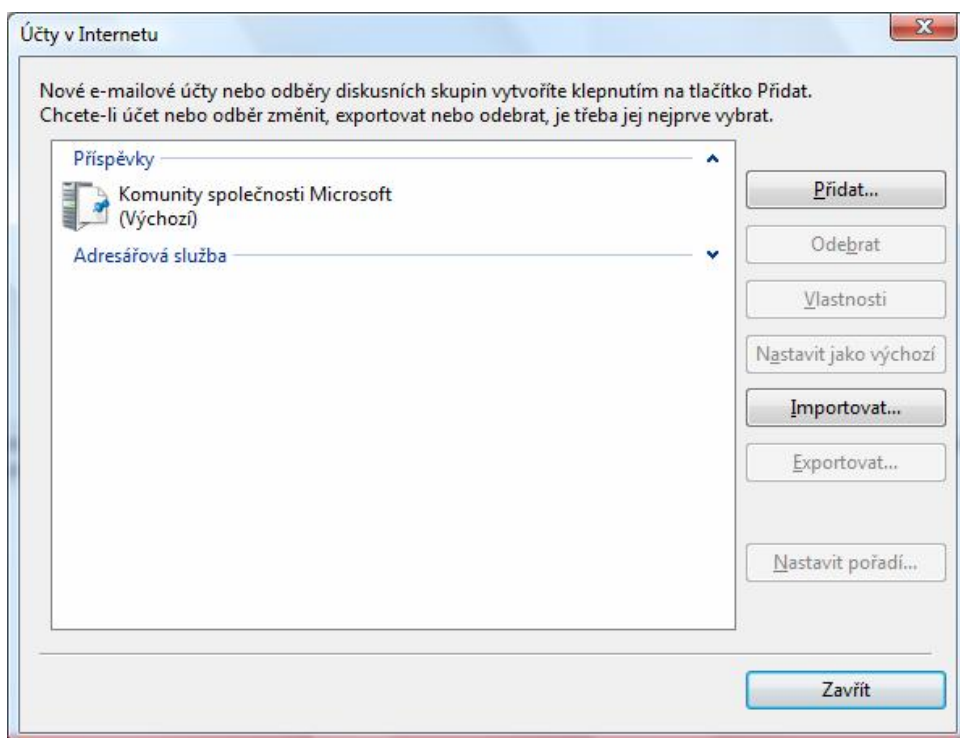 Účty v Internetu
Nové e-mailové účty nebo odběry diskusních skupin vytvoříte klepnutím na tlačítko Přidat.
Chcete-li účet nebo odběr změnit, exportovat nebo odebrat, je třeba jej nejprve vybrat.
Příspěvky
Komunity společnosti Microsoft
(Výchozí)
Adresářová služba
Přidat...
Odebrat
Vlastnosti
Nastavit jako výchozí
Importovat...
Exportovat...
Nastavit pořadí...
Zavřít